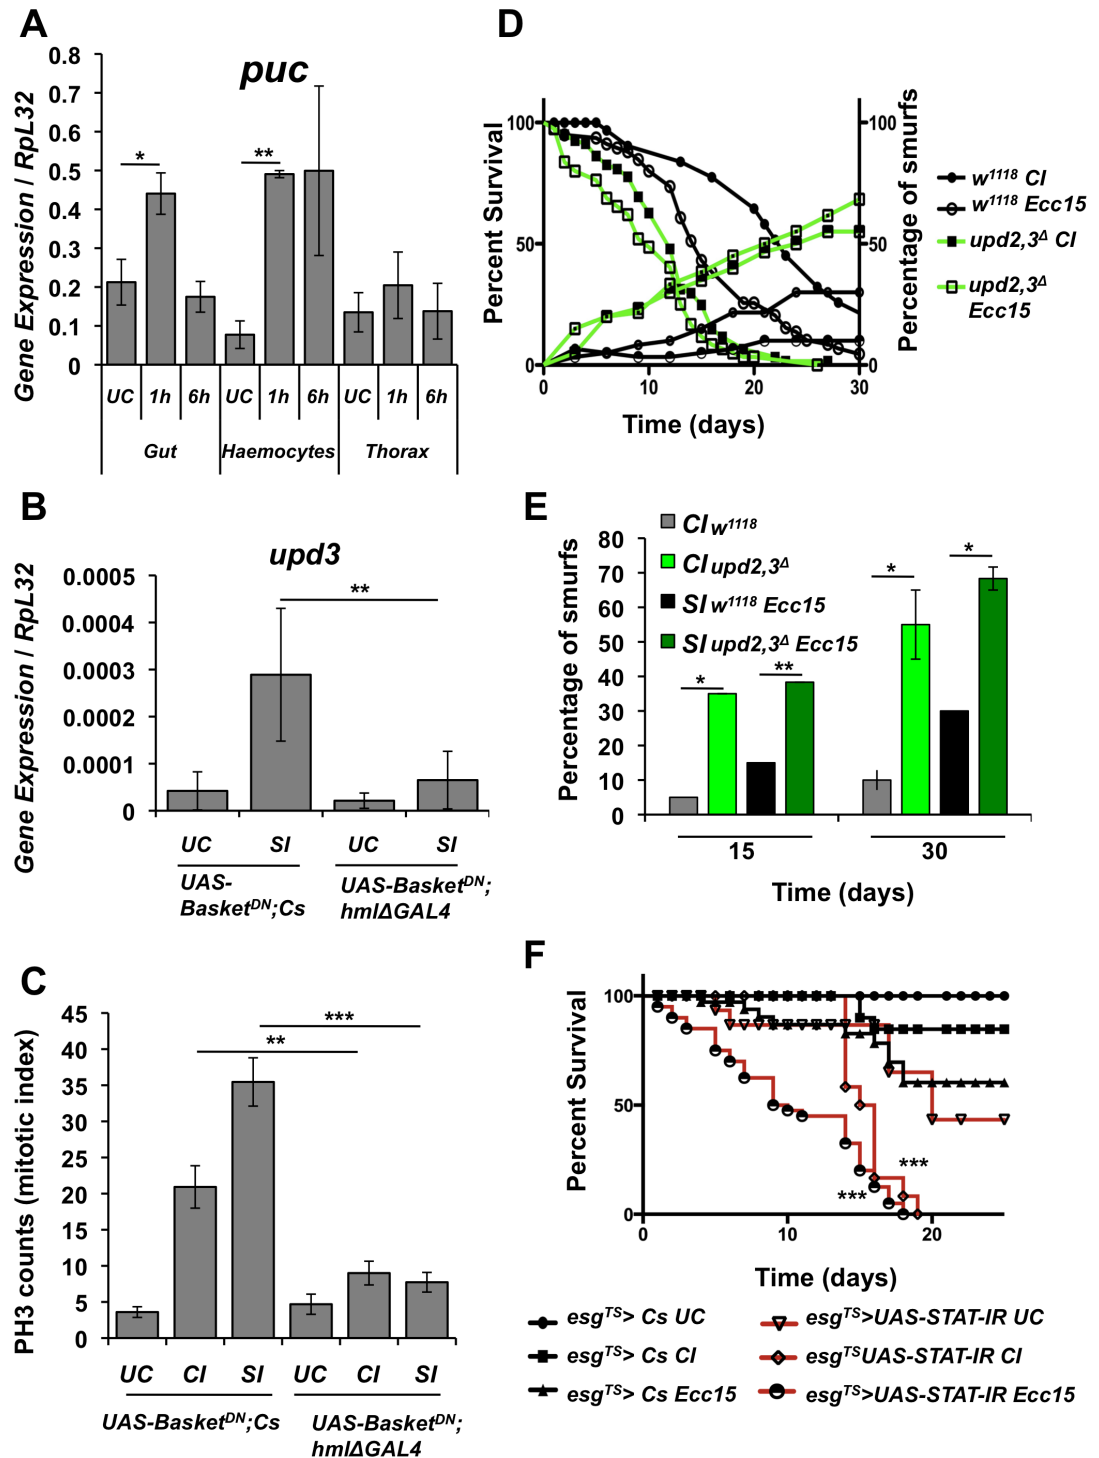 A
puc
Gene Expression / RpL32
0.8
0.7
0.6
0.5
0.4
0.3
0.2
0.1
0
*
**
UC 1h 6h UC 1h 6h UC 1h 6h
Gut Haemocytes Thorax
B
upd3
Gene Expression / RpL32
0.0005
0.0004
0.0003
0.0002
0.0001
0
**
UC SI UC SI
UAS-
Basket^DN;Cs
UAS-Basket^DN;
hmlΔGAL4
C
PH3 counts (mitotic index)
45
40
35
30
25
20
15
10
5
0
***
**
UC CI SI UC CI SI
UAS-Basket^DN;Cs
UAS-Basket^DN;
hmlΔGAL4
D
Percent Survival
100
50
0
Percentage of smurfs
100
50
0
0 10 20 30
Time (days)
w^1118 CI
w^1118 Ecc15
upd2,3^Δ CI
upd2,3^Δ
Ecc15
E
CI w^1118
CI upd2,3^Δ
SI w^1118 Ecc15
SI upd2,3^Δ Ecc15
Percentage of smurfs
80
70
60
50
40
30
20
10
0
*
**
*
*
15 30
Time (days)
F
Percent Survival
100
50
0
***
***
0 10 20
Time (days)
esg^TS> Cs UC
esg^TS> Cs CI
esg^TS> Cs Ecc15
esg^TS>UAS-STAT-IR UC
esg^TSUAS-STAT-IR CI
esg^TS>UAS-STAT-IR Ecc15